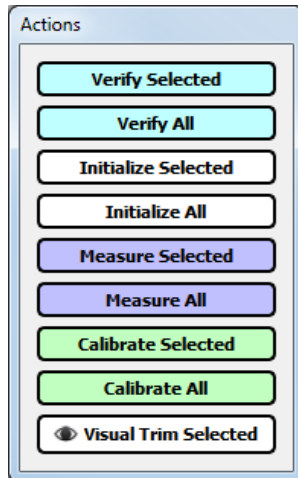 Actions
Verify Selected
Verify All
Initialize Selected
Initialize All
Measure Selected
Measure All
Calibrate Selected
Calibrate All
Visual Trim Selected